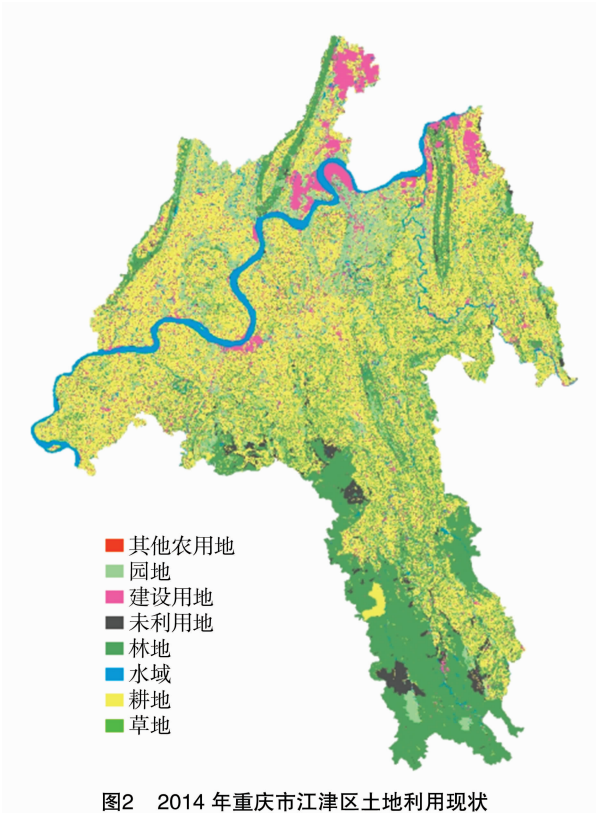 其他农用地
园地
建设用地
未利用地
林地
水域
耕地
草地
图2 2014 年重庆市江津区土地利用现状